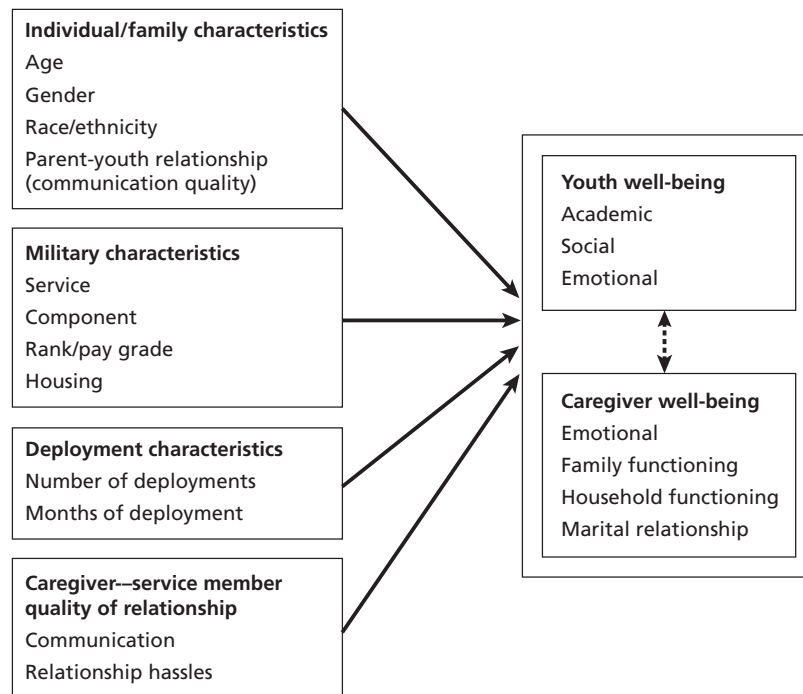 Individual/family characteristics
Age
Gender
Race/ethnicity
Parent-youth relationship
(communication quality)
Military characteristics
Service
Component
Rank/pay grade
Housing
Deployment characteristics
Number of deployments
Months of deployment
Caregiver-–service member
quality of relationship
Communication
Relationship hassles
Youth well-being
Academic
Social
Emotional
Caregiver well-being
Emotional
Family functioning
Household functioning
Marital relationship